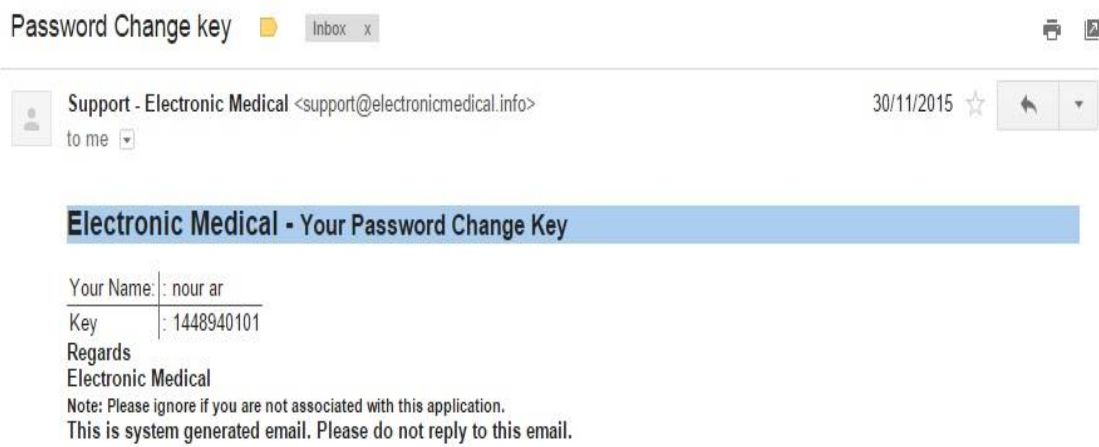 Password Change key Inbox x
Support - Electronic Medical <support@electronicmedical.info> 30/11/2015
to me
Electronic Medical - Your Password Change Key
Your Name: : nour ar
Key : 1448940101
Regards
Electronic Medical
Note: Please ignore if you are not associated with this application.
This is system generated email. Please do not reply to this email.